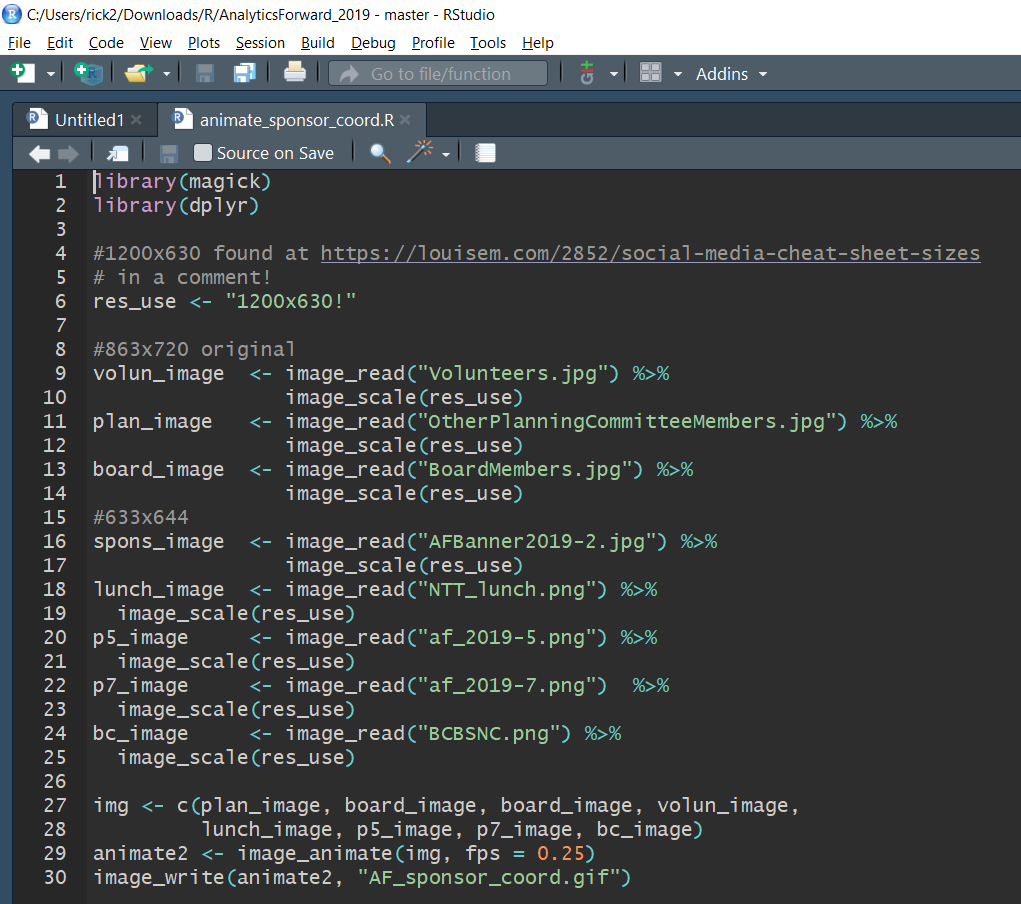 C:/Users/rick2/Downloads/R/AnalyticsForward_2019 - master - RStudio
File Edit Code View Plots Session Build Debug Profile Tools Help
Go to file/function Addins
Untitled1 animate_sponsor_coord.R
Source on Save
1 library(magick)
2 library(dplyr)
3
4 #1200x630 found at https://louisem.com/2852/social-media-cheat-sheet-sizes
5 # in a comment!
6 res_use <- "1200x630!"
7
8 #863x720 original
9 volun_image  <- image_read("Volunteers.jpg") %>%
10                 image_scale(res_use)
11 plan_image   <- image_read("OtherPlanningCommitteeMembers.jpg") %>%
12                 image_scale(res_use)
13 board_image  <- image_read("BoardMembers.jpg") %>%
14                 image_scale(res_use)
15 #633x644
16 spons_image  <- image_read("AFBanner2019-2.jpg") %>%
17                 image_scale(res_use)
18 lunch_image  <- image_read("NTT_lunch.png") %>%
19   image_scale(res_use)
20 p5_image     <- image_read("af_2019-5.png") %>%
21   image_scale(res_use)
22 p7_image     <- image_read("af_2019-7.png")  %>%
23   image_scale(res_use)
24 bc_image     <- image_read("BCBSNC.png") %>%
25   image_scale(res_use)
26
27 img <- c(plan_image, board_image, board_image, volun_image,
28          lunch_image, p5_image, p7_image, bc_image)
29 animate2 <- image_animate(img, fps = 0.25)
30 image_write(animate2, "AF_sponsor_coord.gif")